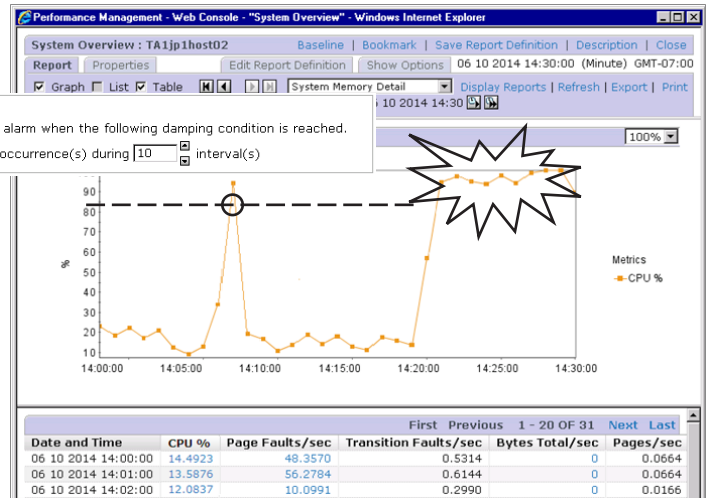 Performance Management - Web Console - "System Overview" - Windows Internet Explorer
System Overview : TA1jp1host02 Baseline | Bookmark | Save Report Definition | Description | Close
Report Properties Edit Report Definition Show Options 06 10 2014 14:30:00 (Minute) GMT-07:00
Graph List Table System Memory Detail Display Reports | Refresh | Export | Print
10 2014 14:30
alarm when the following damping condition is reached.
occurrence(s) during 10 interval(s)
100%
90
80
70
60
50
40
30
20
10
%
14:00:00 14:05:00 14:10:00 14:15:00 14:20:00 14:25:00 14:30:00
Metrics
CPU %
First Previous 1 - 20 OF 31 Next Last
Date and Time CPU % Page Faults/sec Transition Faults/sec Bytes Total/sec Pages/sec
06 10 2014 14:00:00 14.4923 48.3570 0.5314 0 0.0664
06 10 2014 14:01:00 13.5876 56.2784 0.6144 0 0.0664
06 10 2014 14:02:00 12.0837 10.0991 0.2990 0 0.0166